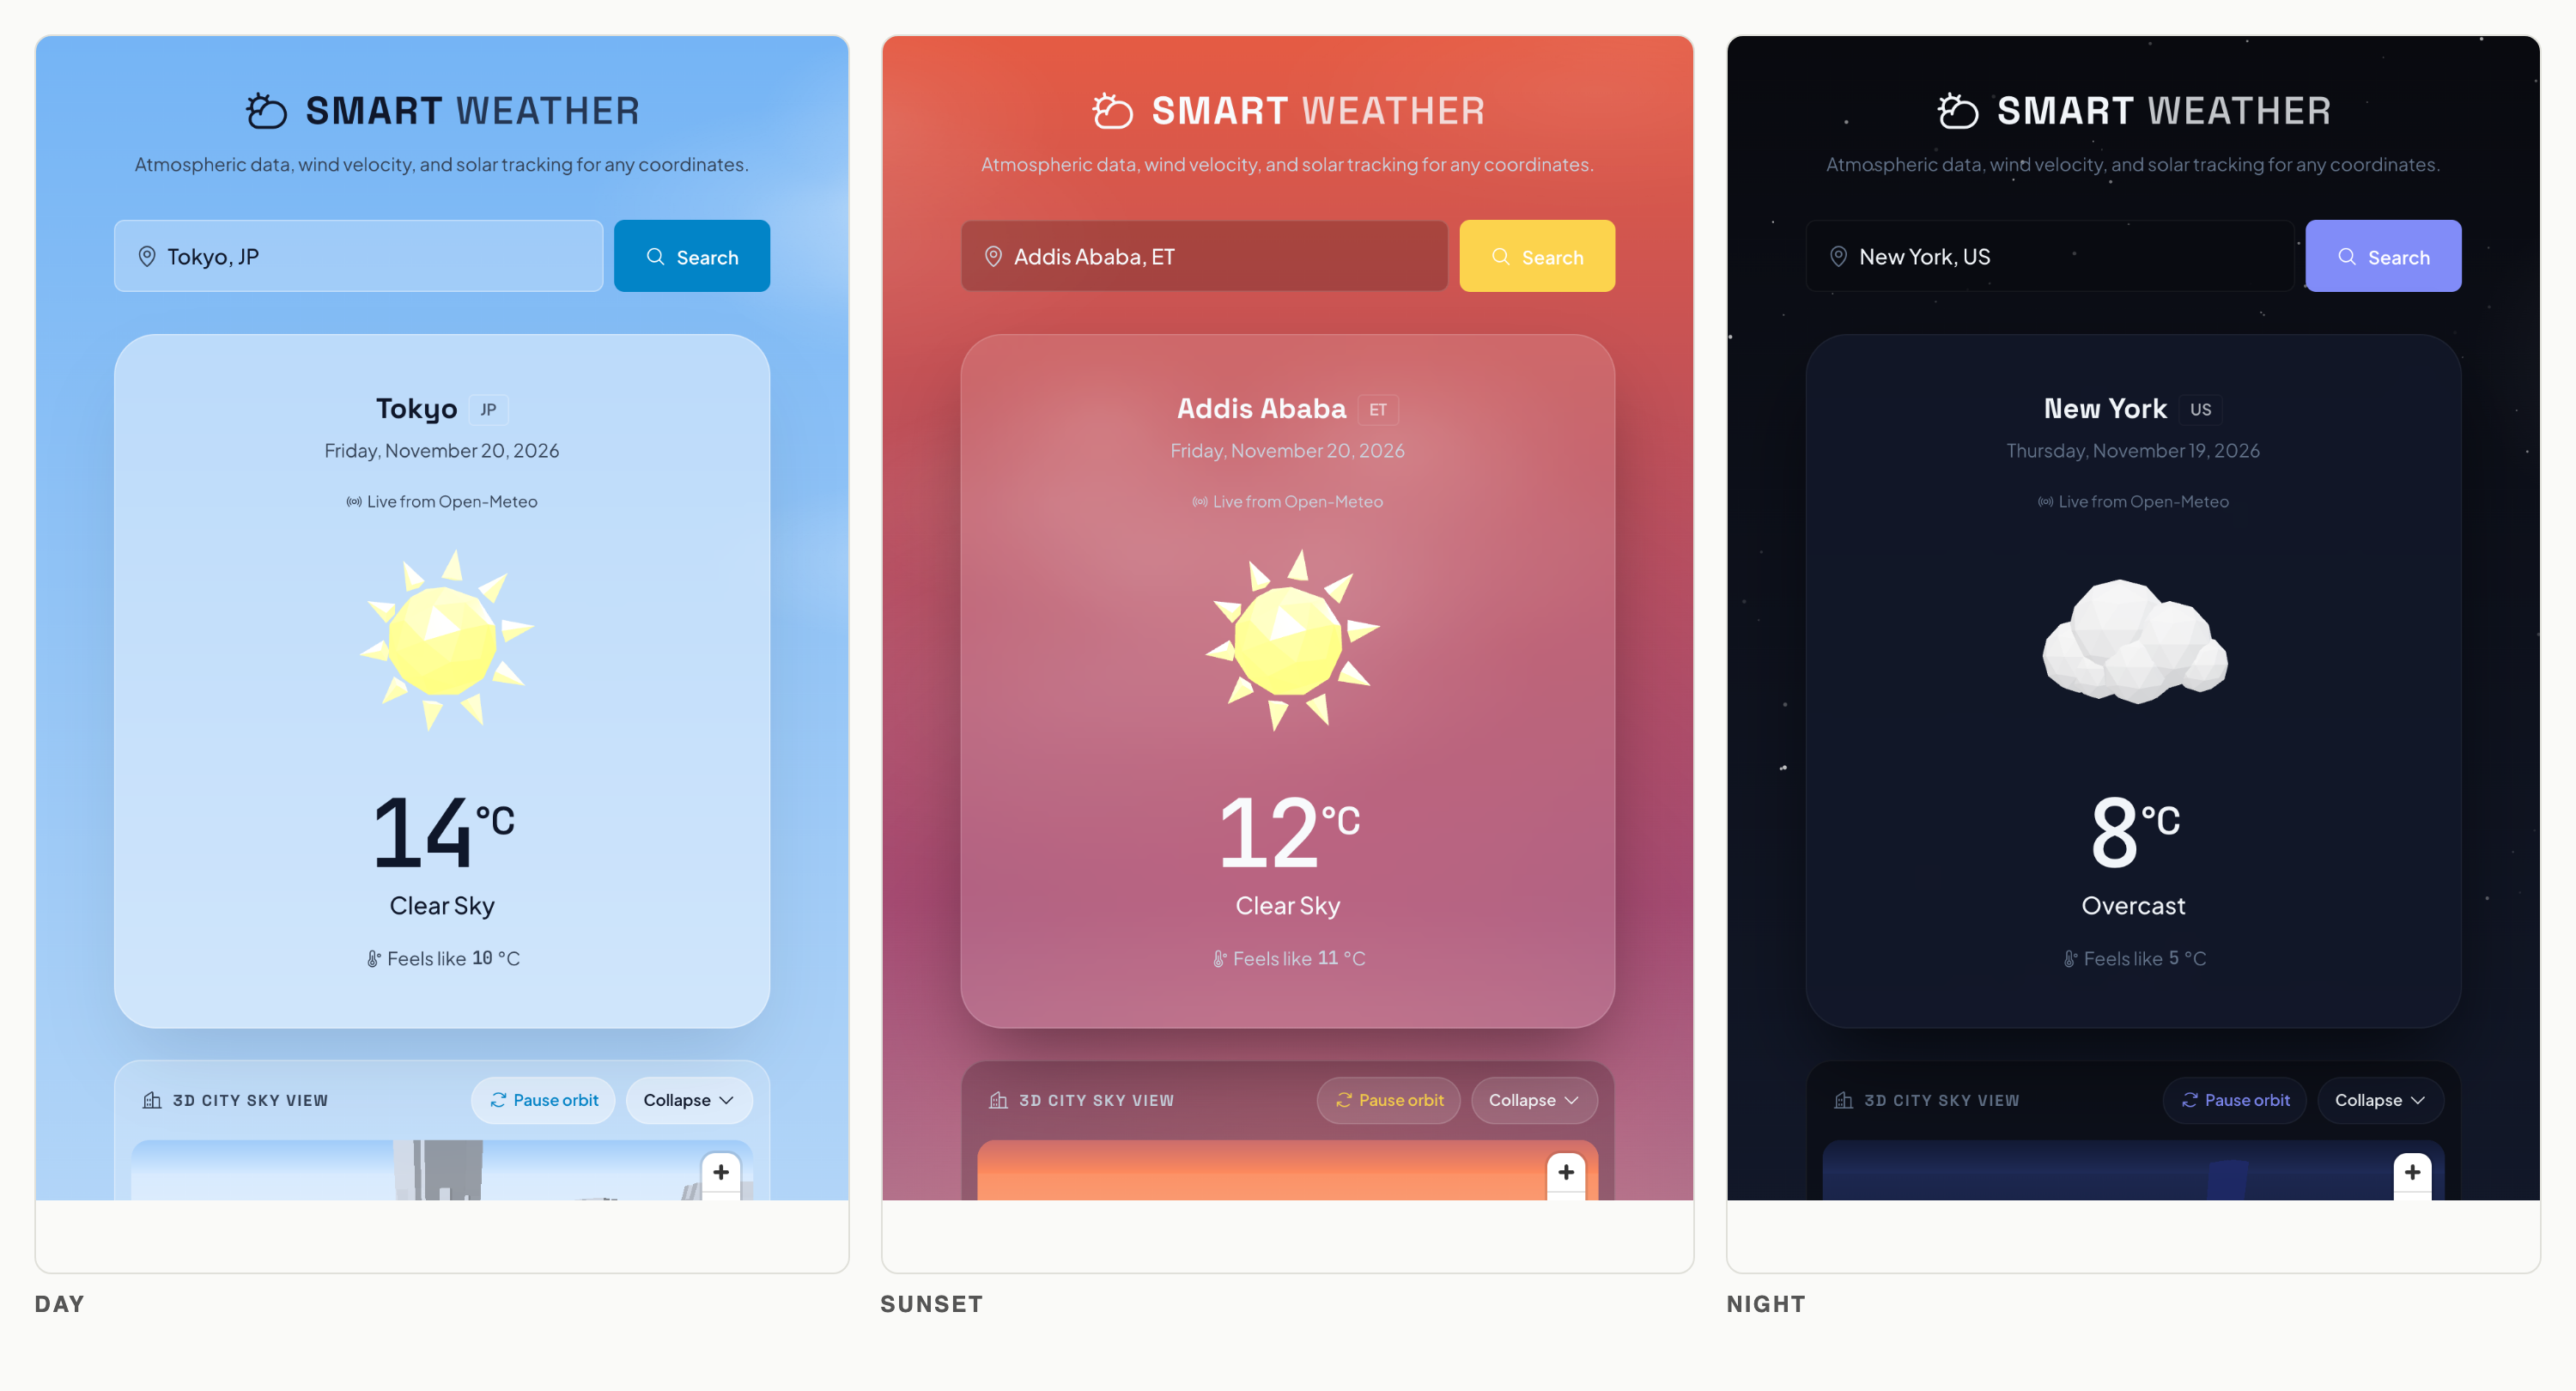 SMART WEATHER
Atmospheric data, wind velocity, and solar tracking for any coordinates.
Tokyo, JP
Search
Tokyo JP
Friday, November 20, 2026
Live from Open-Meteo
14°C
Clear Sky
Feels like 10 °C
3D CITY SKY VIEW
Pause orbit
Collapse
+
DAY
SMART WEATHER
Atmospheric data, wind velocity, and solar tracking for any coordinates.
Addis Ababa, ET
Search
Addis Ababa ET
Friday, November 20, 2026
Live from Open-Meteo
12°C
Clear Sky
Feels like 11 °C
3D CITY SKY VIEW
Pause orbit
Collapse
+
SUNSET
SMART WEATHER
Atmospheric data, wind velocity, and solar tracking for any coordinates.
New York, US
Search
New York US
Thursday, November 19, 2026
Live from Open-Meteo
8°C
Overcast
Feels like 5 °C
3D CITY SKY VIEW
Pause orbit
Collapse
+
NIGHT